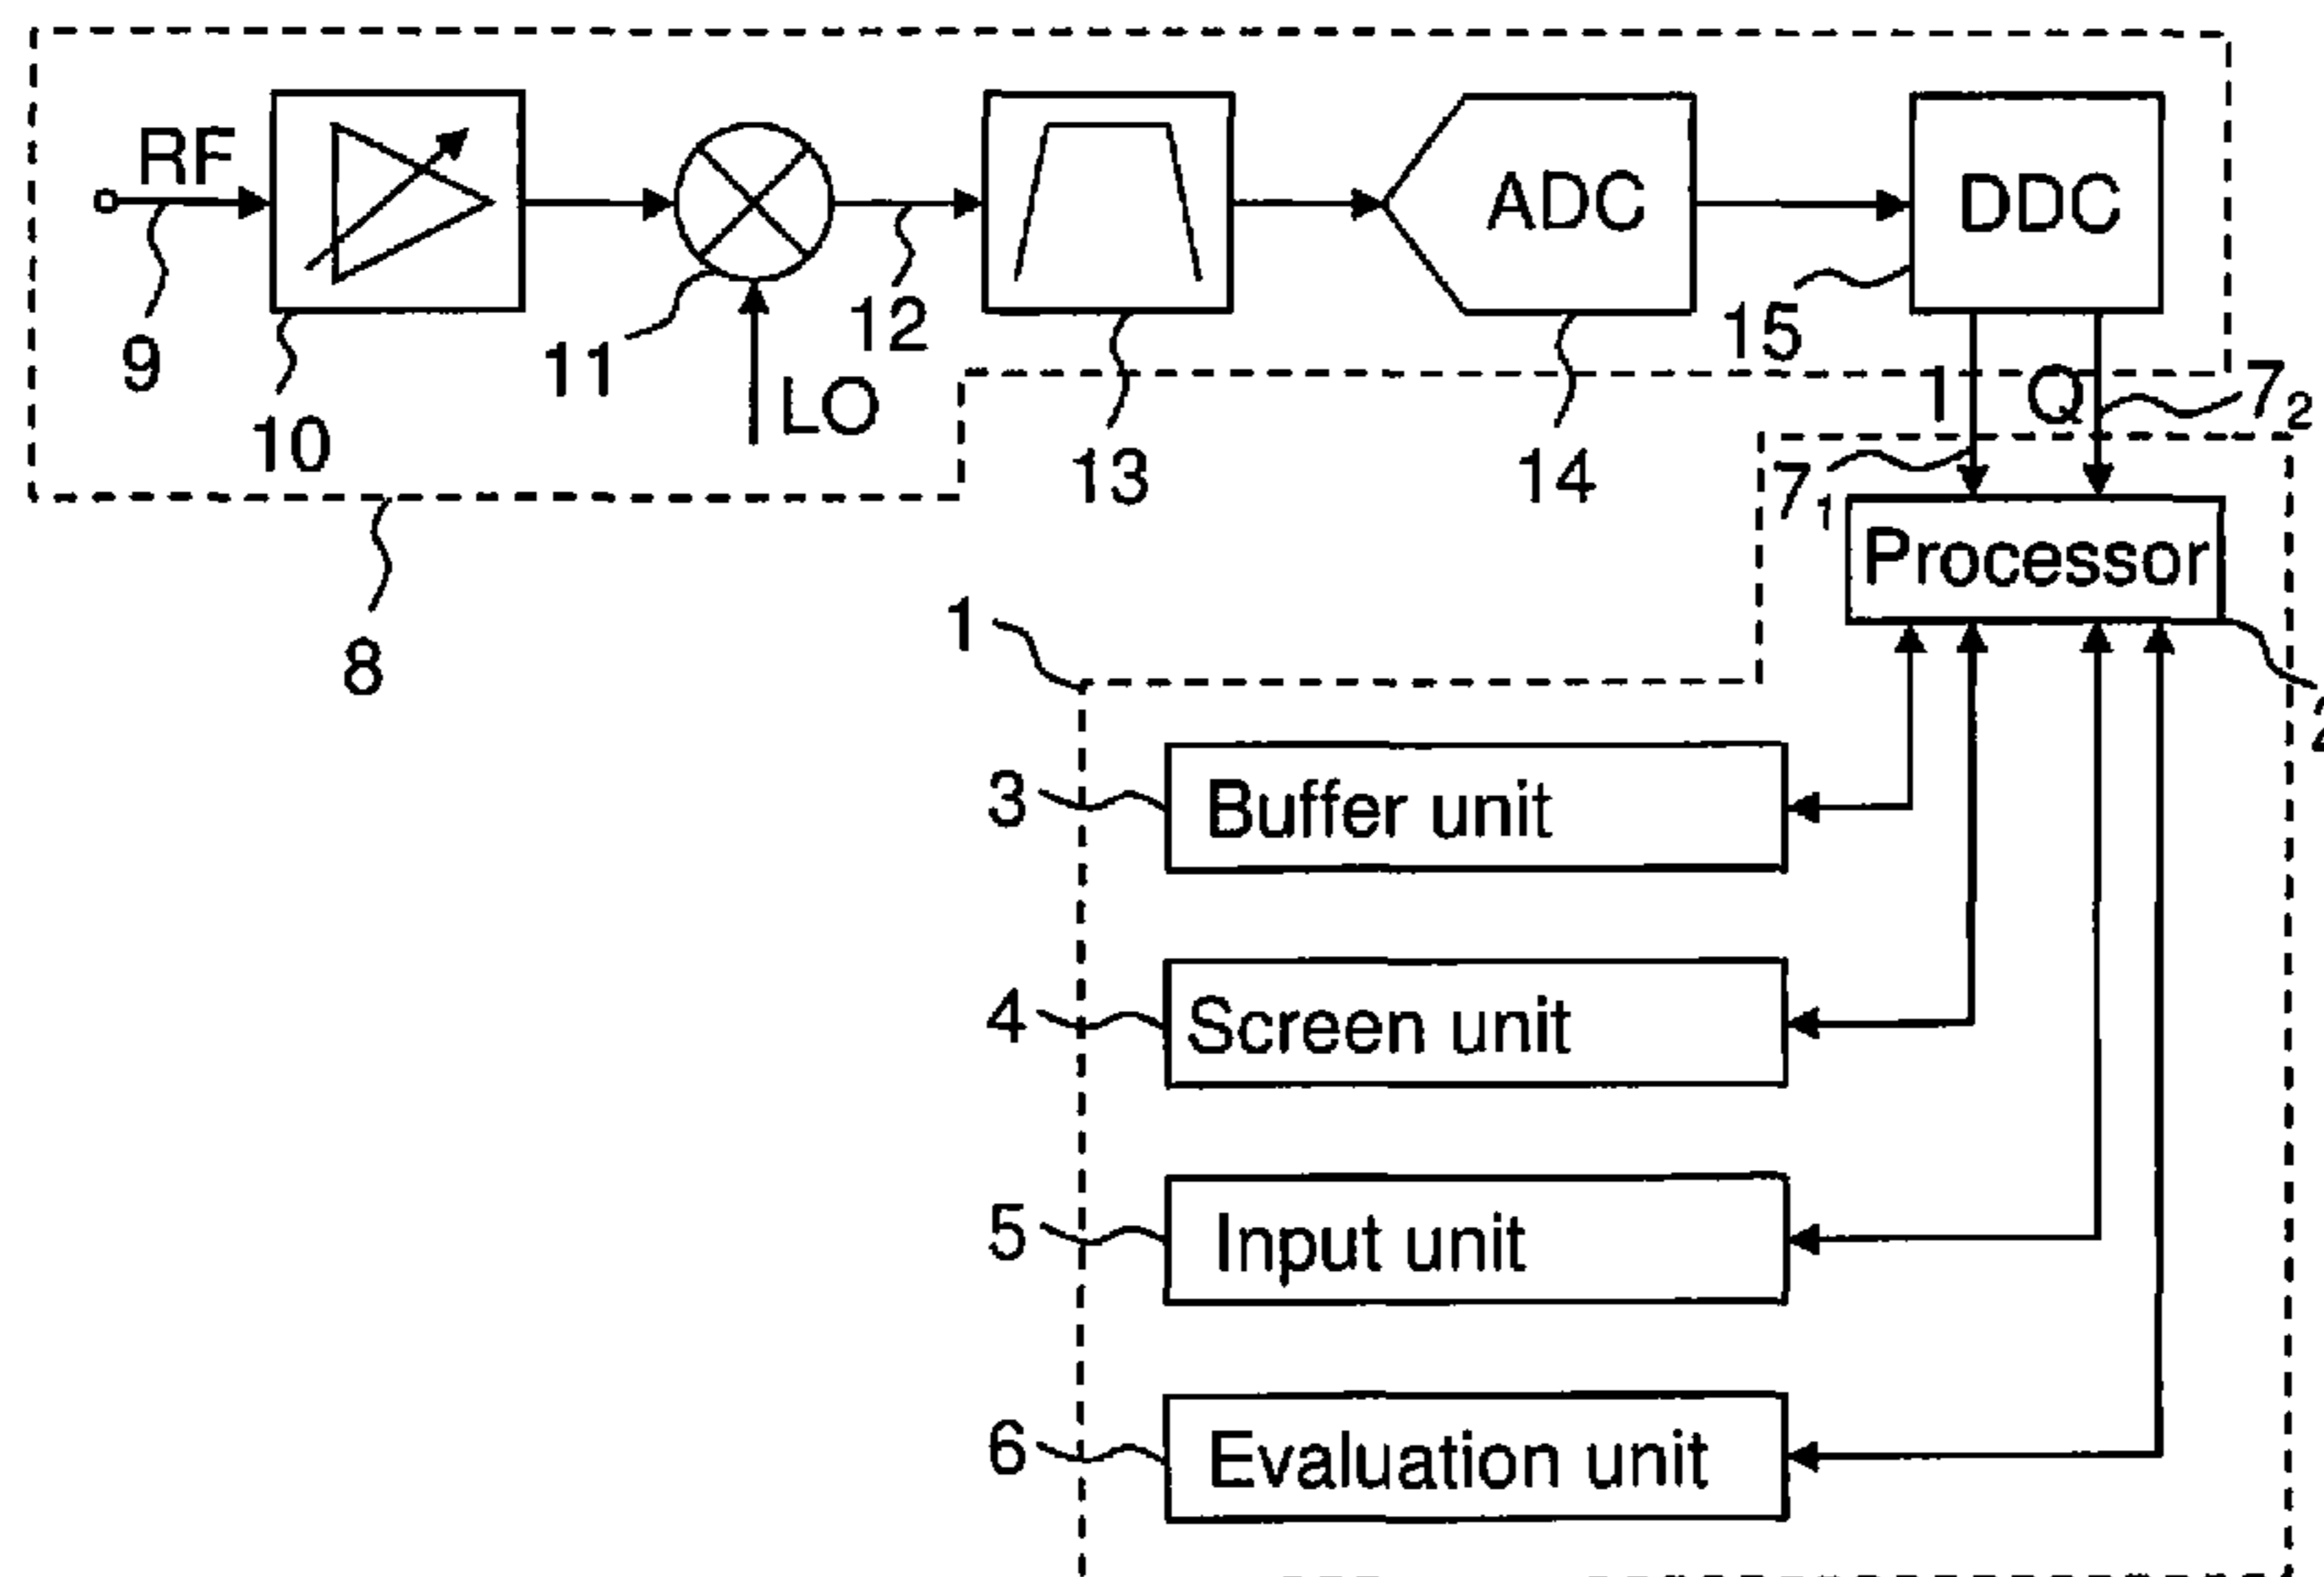 RF
ADC
DDC
9
10
11
LO
12
13
14
15
I
Q
7₂
7₁
8
Processor
1
2
3
Buffer unit
4
Screen unit
5
Input unit
6
Evaluation unit